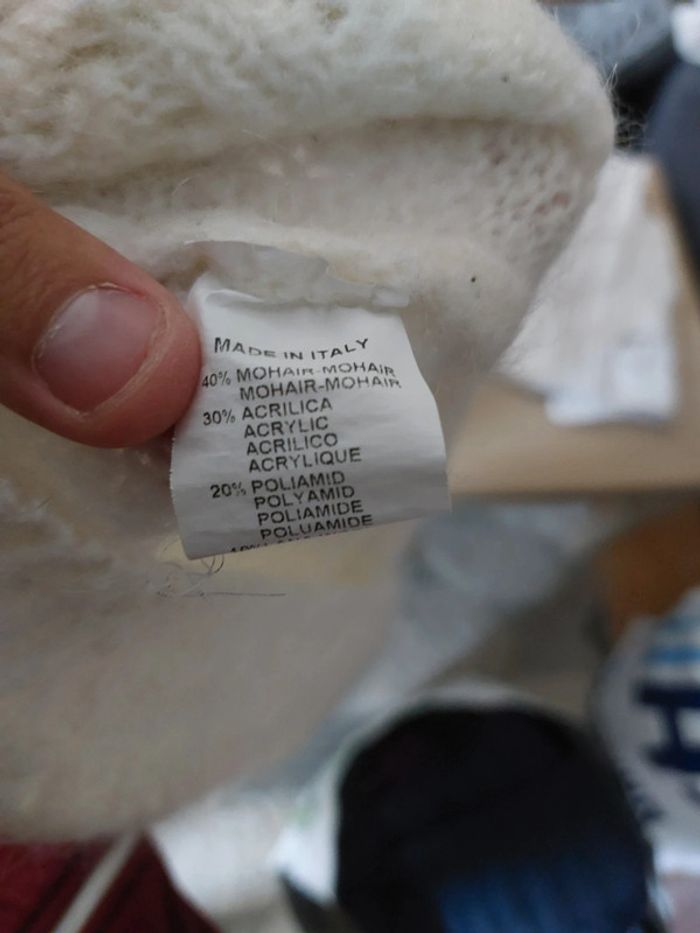 MADE IN ITALY
40% MOHAIR-MOHAIR
MOHAIR-MOHAIR
30% ACRILICA
ACRYLIC
ACRILICO
ACRYLIQUE
20% POLIAMID
POLYAMID
POLIAMIDE
POLUAMIDE